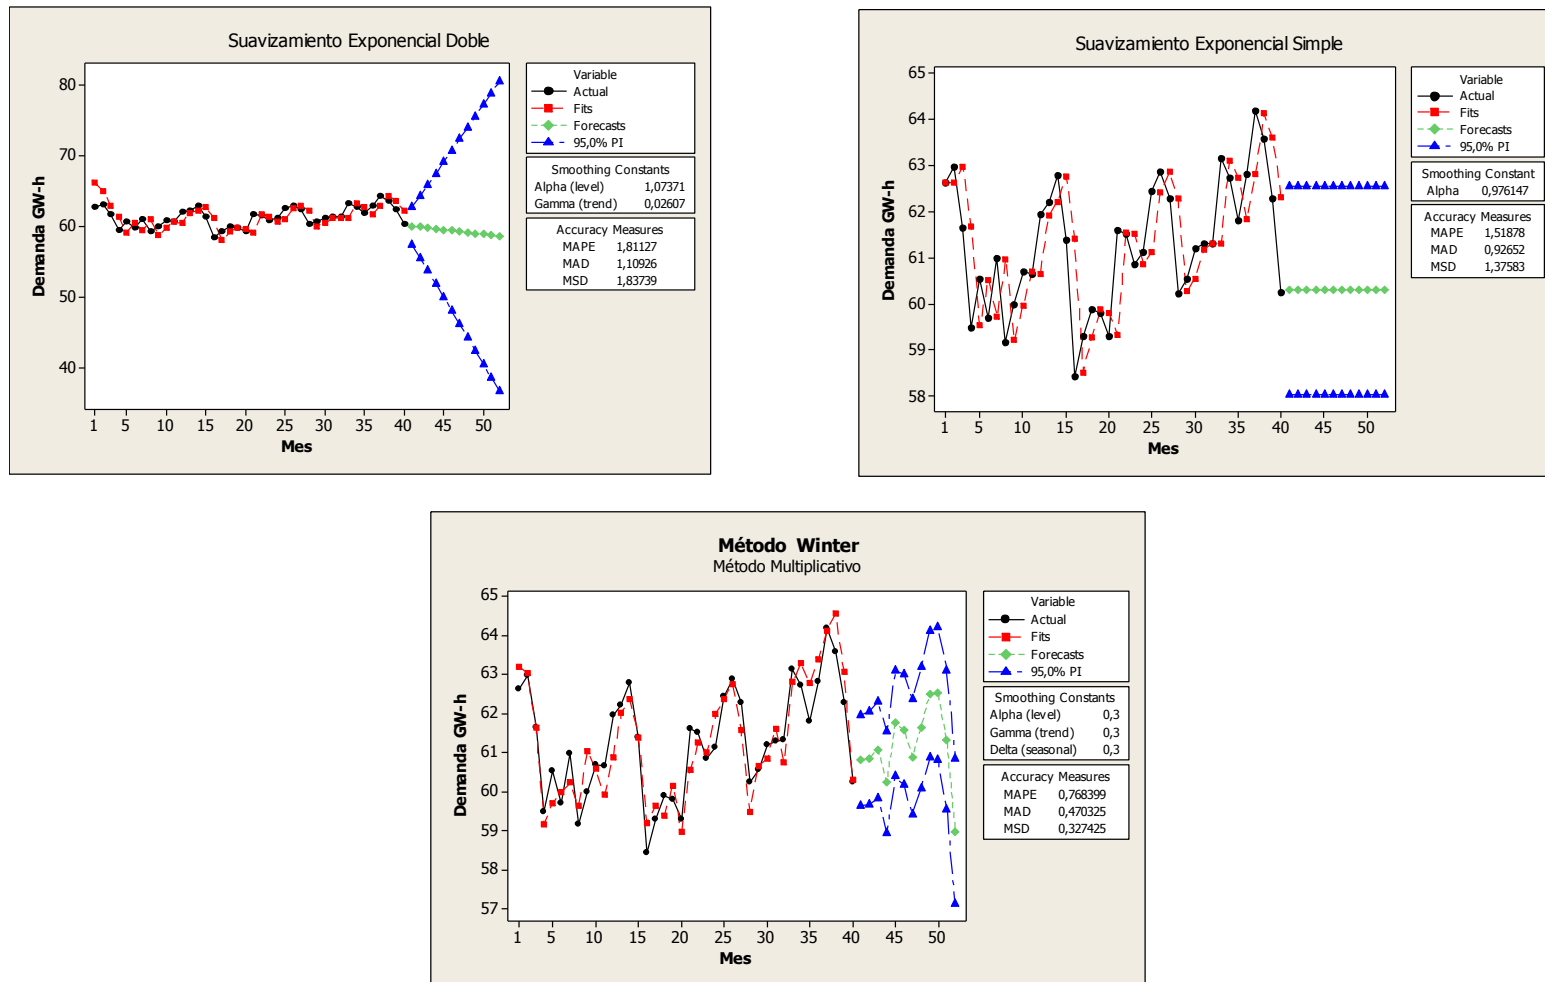 Suavizamiento Exponencial Doble
80
70
60
50
40
Demanda GW-h
1 5 10 15 20 25 30 35 40 45 50
Mes
Variable
Actual
Fits
Forecasts
95,0% PI
Smoothing Constants
Alpha (level) 1,07371
Gamma (trend) 0,02607
Accuracy Measures
MAPE 1,81127
MAD 1,10926
MSD 1,83739
Suavizamiento Exponencial Simple
65
64
63
62
61
60
59
58
Demanda GW-h
1 5 10 15 20 25 30 35 40 45 50
Mes
Variable
Actual
Fits
Forecasts
95,0% PI
Smoothing Constant
Alpha 0,976147
Accuracy Measures
MAPE 1,51878
MAD 0,92652
MSD 1,37583
Método Winter
Método Multiplicativo
65
64
63
62
61
60
59
58
57
Demanda GW-h
1 5 10 15 20 25 30 35 40 45 50
Mes
Variable
Actual
Fits
Forecasts
95,0% PI
Smoothing Constants
Alpha (level) 0,3
Gamma (trend) 0,3
Delta (seasonal) 0,3
Accuracy Measures
MAPE 0,768399
MAD 0,470325
MSD 0,327425